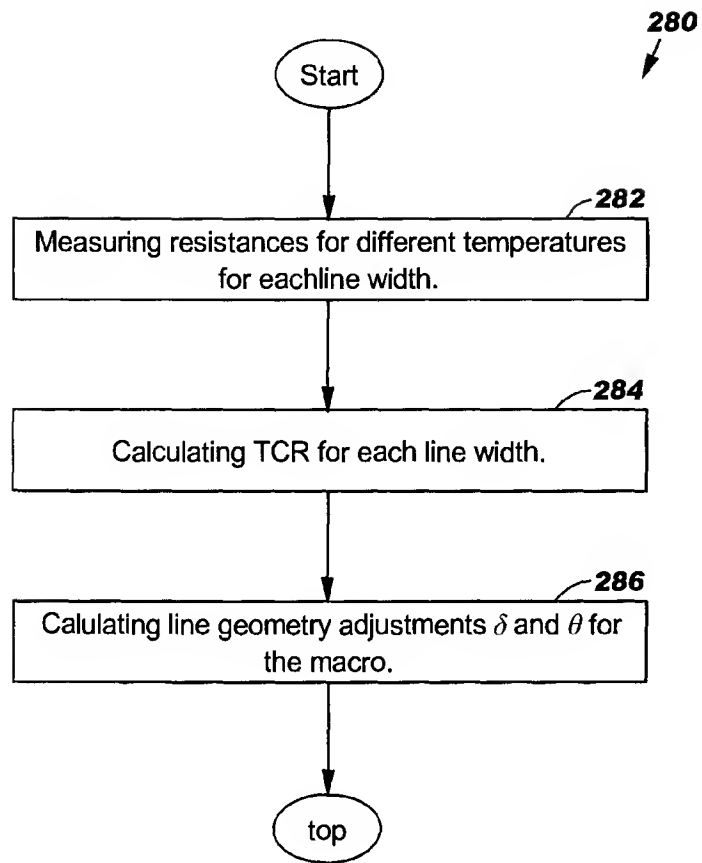 280
Start
282
Measuring resistances for different temperatures
for eachline width.
284
Calculating TCR for each line width.
286
Calulating line geometry adjustments δ and θ for
the macro.
top